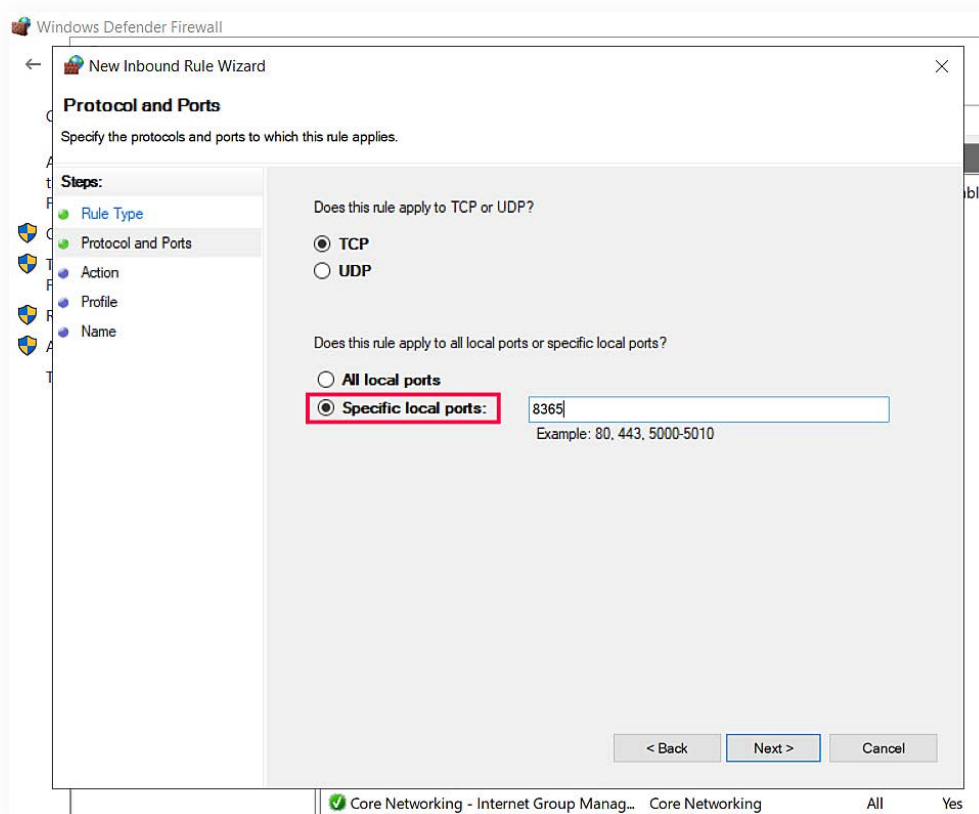 Windows Defender Firewall
New Inbound Rule Wizard
Protocol and Ports
Specify the protocols and ports to which this rule applies.
Steps:
Rule Type
Protocol and Ports
Action
Profile
Name
Does this rule apply to TCP or UDP?
TCP
UDP
Does this rule apply to all local ports or specific local ports?
All local ports
Specific local ports: 8365
Example: 80, 443, 5000-5010
< Back Next > Cancel
Core Networking - Internet Group Manag... Core Networking All Yes